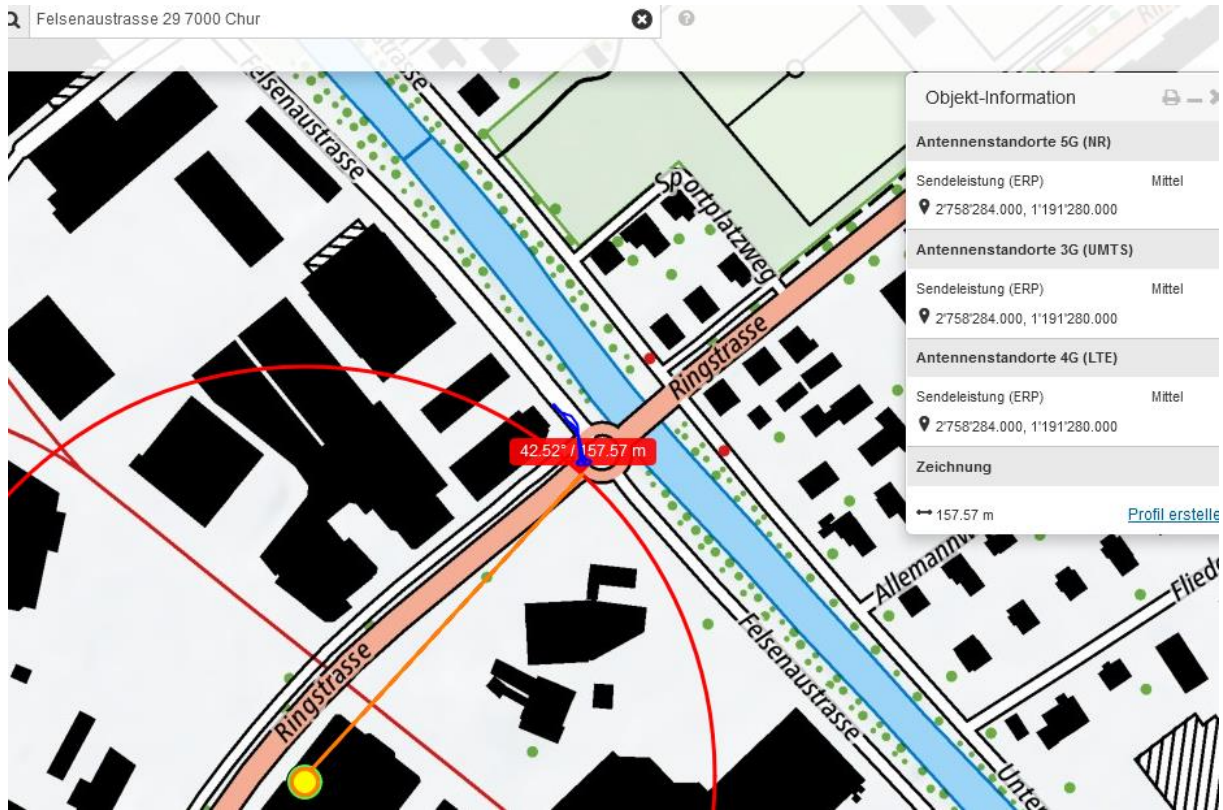 Felsenaustrasse 29 7000 Chur
Objekt-Information
Antennenstandorte 5G (NR)
Sendeleistung (ERP) Mittel
2'758'284.000, 1'191'280.000
Antennenstandorte 3G (UMTS)
Sendeleistung (ERP) Mittel
2'758'284.000, 1'191'280.000
Antennenstandorte 4G (LTE)
Sendeleistung (ERP) Mittel
2'758'284.000, 1'191'280.000
Zeichnung
157.57 m Profil erstelle
Felsenaustrasse
Sportplatzweg
Ringstrasse
42.52° / 157.57 m
Allemannw
Fliede
Felsenaustrasse
Ringstrasse
Unter